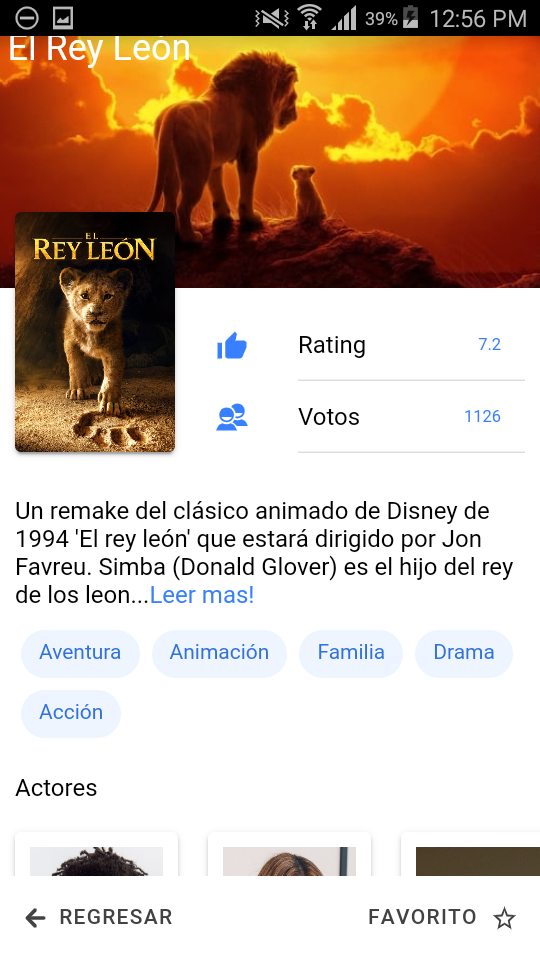 39% 12:56 PM
El Rey León
EL
REY LEÓN
Rating 7.2
Votos 1126
Un remake del clásico animado de Disney de
1994 'El rey león' que estará dirigido por Jon
Favreu. Simba (Donald Glover) es el hijo del rey
de los leon...Leer mas!
Aventura Animación Familia Drama
Acción
Actores
REGRESAR FAVORITO